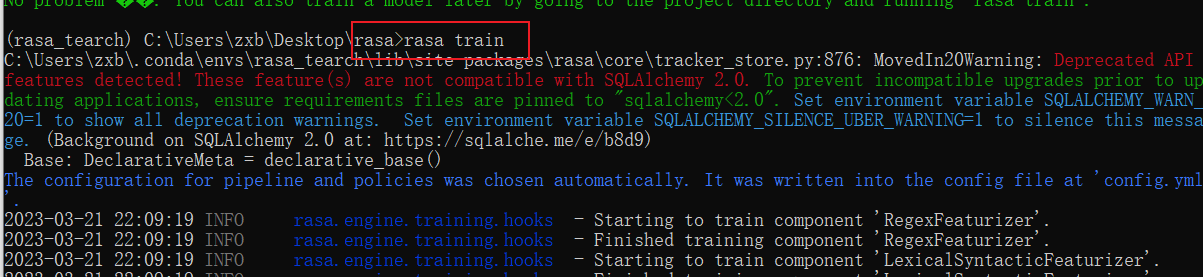 No problem ��. You can also train a model later by going to the project directory and running 'rasa train'.
(rasa_tearch) C:\Users\zxb\Desktop\rasa>rasa train
C:\Users\zxb\.conda\envs\rasa_tearch\lib\site-packages\rasa\core\tracker_store.py:876: MovedIn20Warning: Deprecated API
features detected! These feature(s) are not compatible with SQLAlchemy 2.0. To prevent incompatible upgrades prior to up
dating applications, ensure requirements files are pinned to "sqlalchemy<2.0". Set environment variable SQLALCHEMY_WARN_
20=1 to show all deprecation warnings.  Set environment variable SQLALCHEMY_SILENCE_UBER_WARNING=1 to silence this messa
ge. (Background on SQLAlchemy 2.0 at: https://sqlalche.me/e/b8d9)
  Base: DeclarativeMeta = declarative_base()
The configuration for pipeline and policies was chosen automatically. It was written into the config file at 'config.yml
'.
2023-03-21 22:09:19 INFO     rasa.engine.training.hooks  - Starting to train component 'RegexFeaturizer'.
2023-03-21 22:09:19 INFO     rasa.engine.training.hooks  - Finished training component 'RegexFeaturizer'.
2023-03-21 22:09:19 INFO     rasa.engine.training.hooks  - Starting to train component 'LexicalSyntacticFeaturizer'.